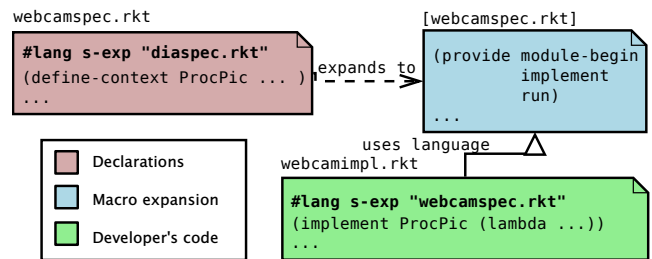 webcamspec.rkt
#lang s-exp "diaspec.rkt"
(define-context ProcPic ... )
...
expands to
[webcamspec.rkt]
(provide module-begin
implement
run)
...
uses language
webcamimpl.rkt
#lang s-exp "webcamspec.rkt"
(implement ProcPic (lambda ...))
...
Declarations
Macro expansion
Developer's code